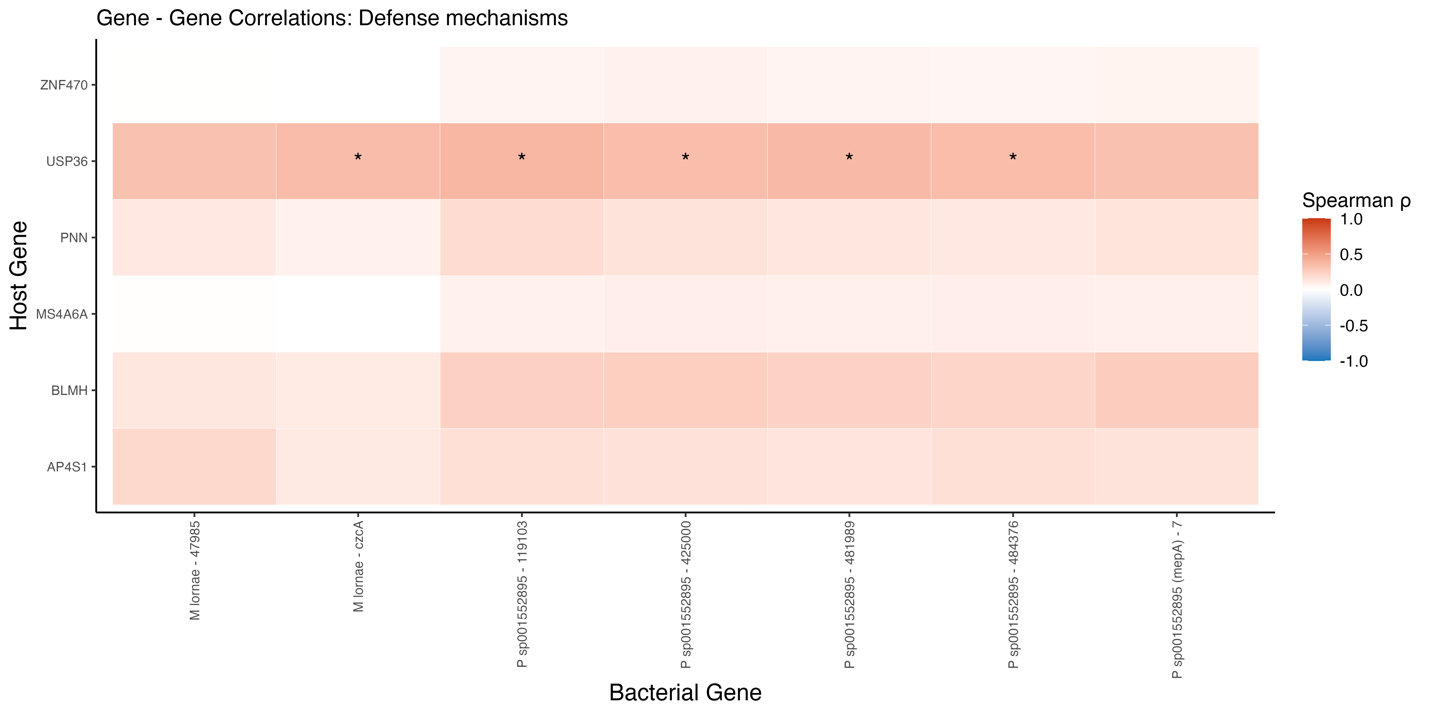 Gene - Gene Correlations: Defense mechanisms
Host Gene
ZNF470
USP36
* * * * *
PNN
MS4A6A
BLMH
AP4S1
M lornae - 47985
M lornae - czcA
P sp001552895 - 119103
P sp001552895 - 425000
P sp001552895 - 481989
P sp001552895 - 484376
P sp001552895 (mepA) - 7
Bacterial Gene
Spearman ρ
1.0
0.5
0.0
-0.5
-1.0